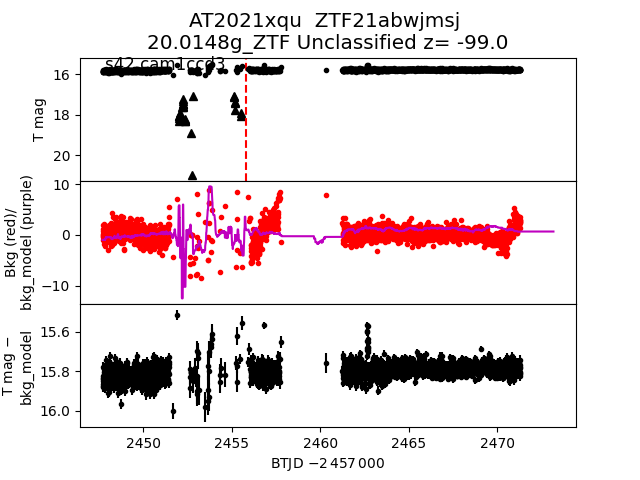 AT2021xqu  ZTF21abwjmsj
20.0148g_ZTF Unclassified z= -99.0
s42 cam1ccd3
T mag
16
18
20
Bkg (red)/
bkg_model (purple)
10
0
−10
T mag −
bkg_model
15.6
15.8
16.0
2450 2455 2460 2465 2470
BTJD −2 457 000